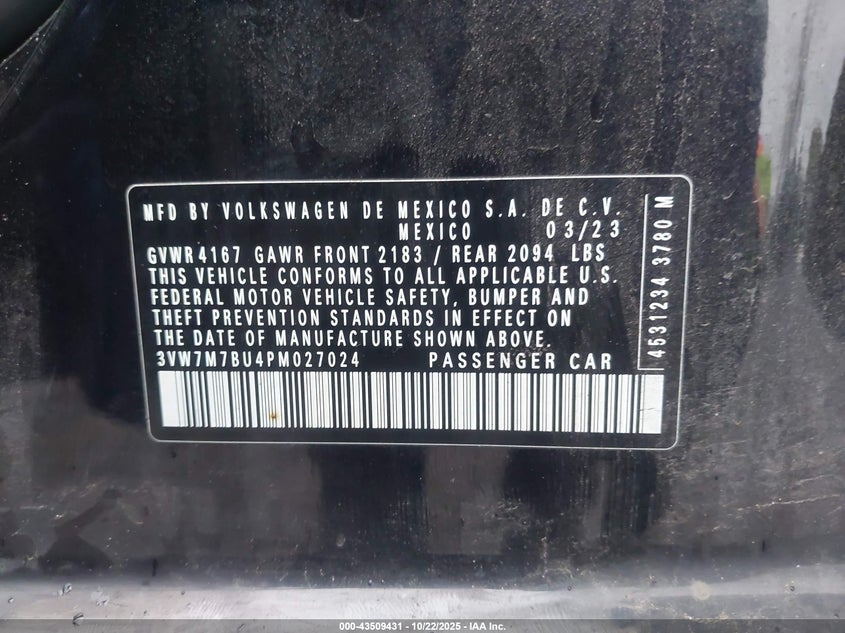 MFD BY VOLKSWAGEN DE MEXICO S.A. DE C.V.
MEXICO 03/23
GVWR 4167 GAWR FRONT 2183 / REAR 2094 LBS
THIS VEHICLE CONFORMS TO ALL APPLICABLE U.S.
FEDERAL MOTOR VEHICLE SAFETY, BUMPER AND
THEFT PREVENTION STANDARDS IN EFFECT ON
THE DATE OF MANUFACTURE SHOWN ABOVE.
3VW7M7BU4PM027024 PASSENGER CAR
4531234 3780 M
000-43509431 - 10/22/2025 - IAA Inc.